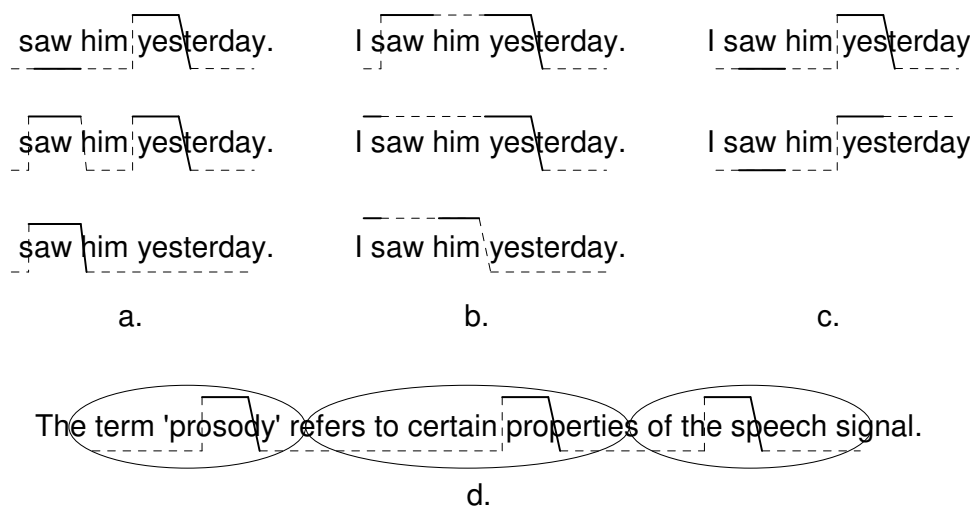 saw him yesterday. I saw him yesterday. I saw him yesterday
saw him yesterday. I saw him yesterday. I saw him yesterday
saw him yesterday. I saw him yesterday.
a. b. c.
The term 'prosody' refers to certain properties of the speech signal.
d.